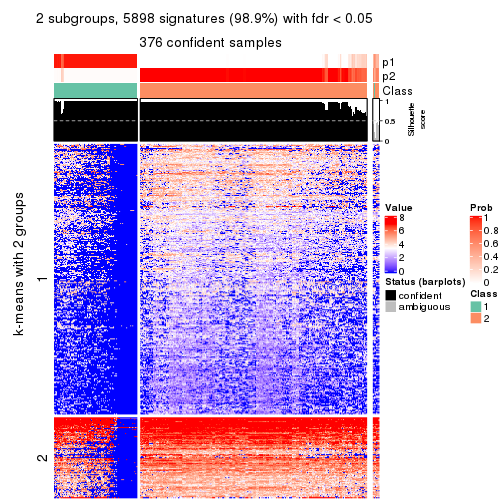 2 subgroups, 5898 signatures (98.9%) with fdr < 0.05
376 confident samples
p1
p2
Class
1
0.5
0
Silhouette
score
k-means with 2 groups
1
2
Value
8
6
4
2
0
Status (barplots)
confident
ambiguous
Prob
1
0.8
0.6
0.4
0.2
0
Class
1
2